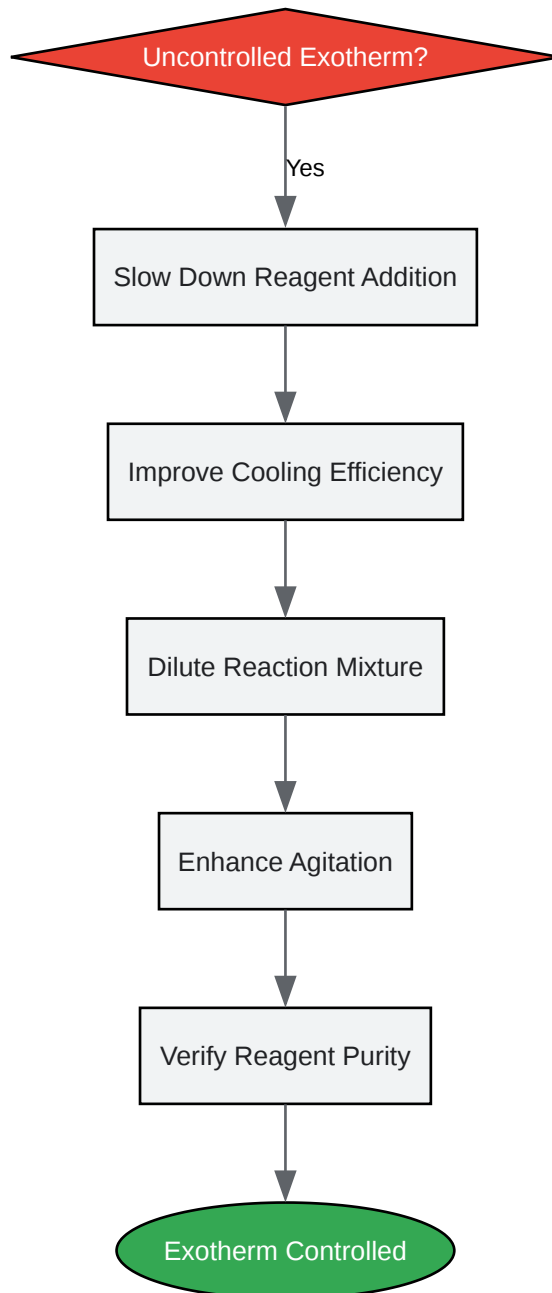 Uncontrolled Exotherm?
Yes
Slow Down Reagent Addition
Improve Cooling Efficiency
Dilute Reaction Mixture
Enhance Agitation
Verify Reagent Purity
Exotherm Controlled